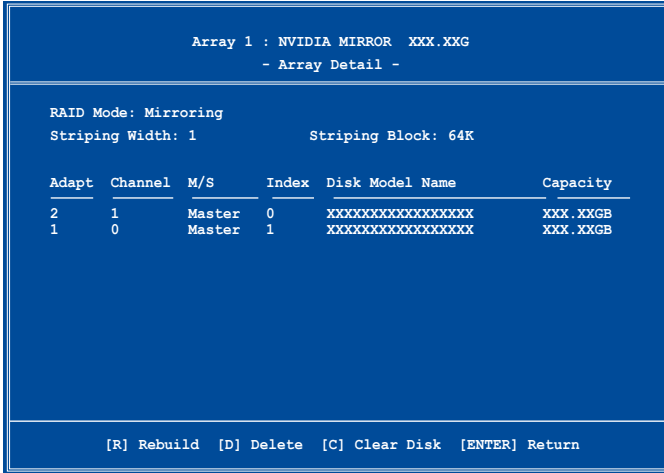 Array 1 : NVIDIA MIRROR XXX.XXG
- Array Detail -
RAID Mode: Mirroring
Striping Width: 1 Striping Block: 64K
Adapt Channel M/S Index Disk Model Name Capacity
2 1 Master 0 XXXXXXXXXXXXXXXXX XXX.XXGB
1 0 Master 1 XXXXXXXXXXXXXXXXX XXX.XXGB
[R] Rebuild [D] Delete [C] Clear Disk [ENTER] Return